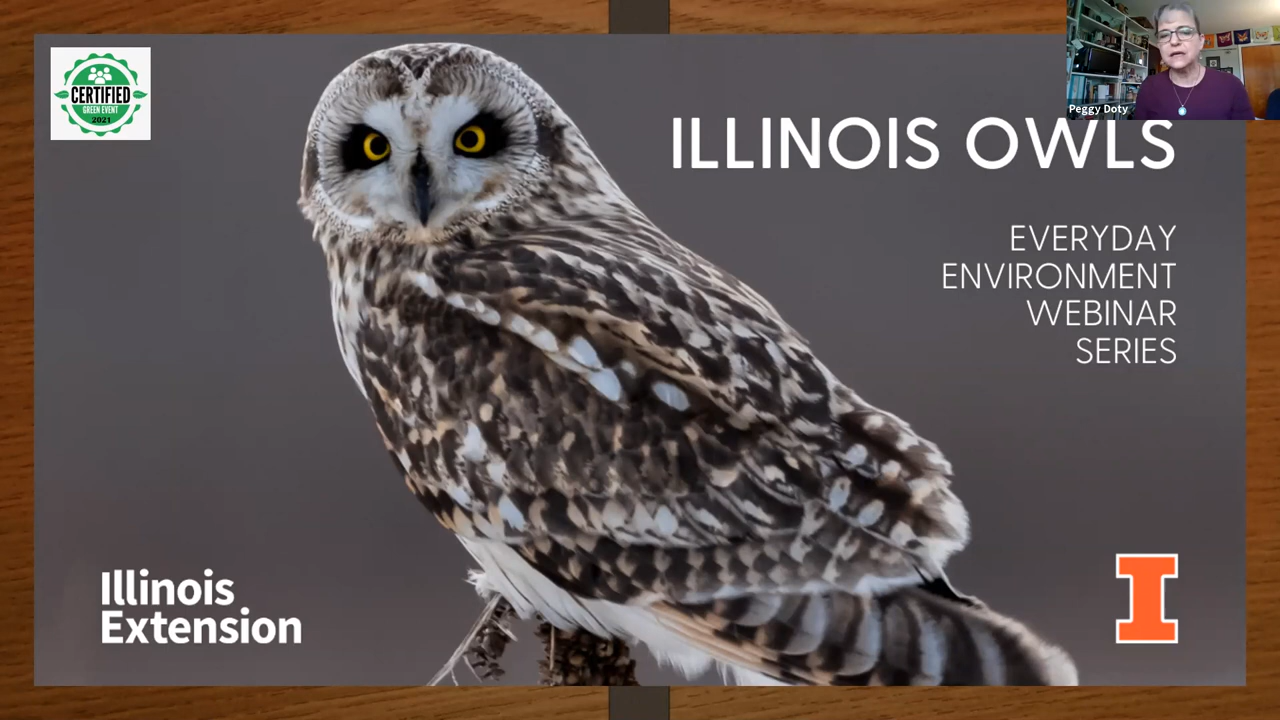 CERTIFIED
GREEN EVENT
2021
Peggy Doty
ILLINOIS OWLS
EVERYDAY
ENVIRONMENT
WEBINAR
SERIES
Illinois
Extension
I